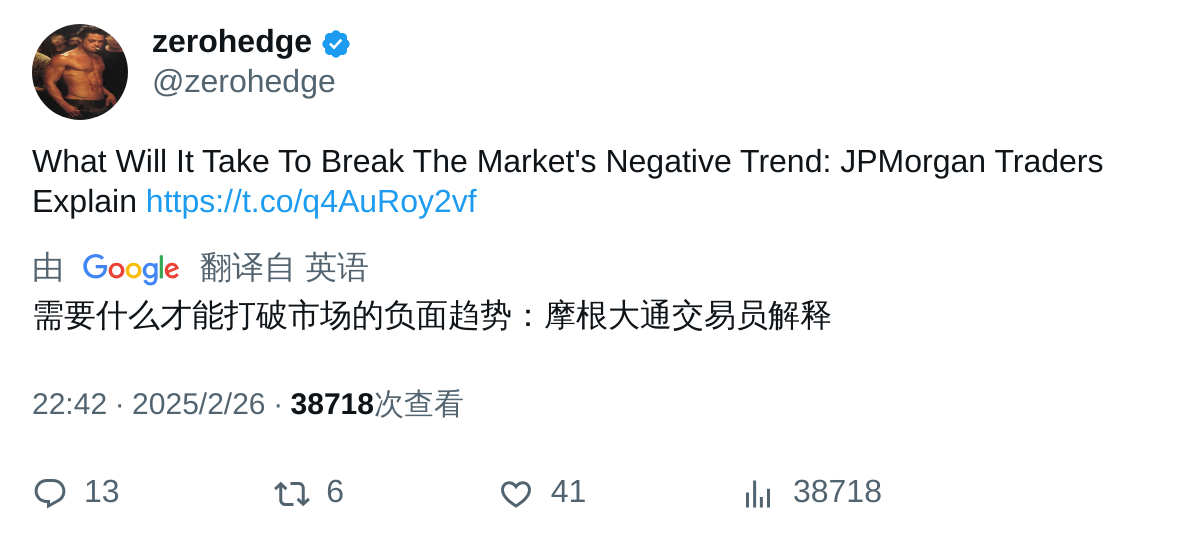 zerohedge
@zerohedge
What Will It Take To Break The Market's Negative Trend: JPMorgan Traders
Explain https://t.co/q4AuRoy2vf
由 Google 翻译自 英语
需要什么才能打破市场的负面趋势：摩根大通交易员解释
22:42 · 2025/2/26 · 38718次查看
13 6 41 38718